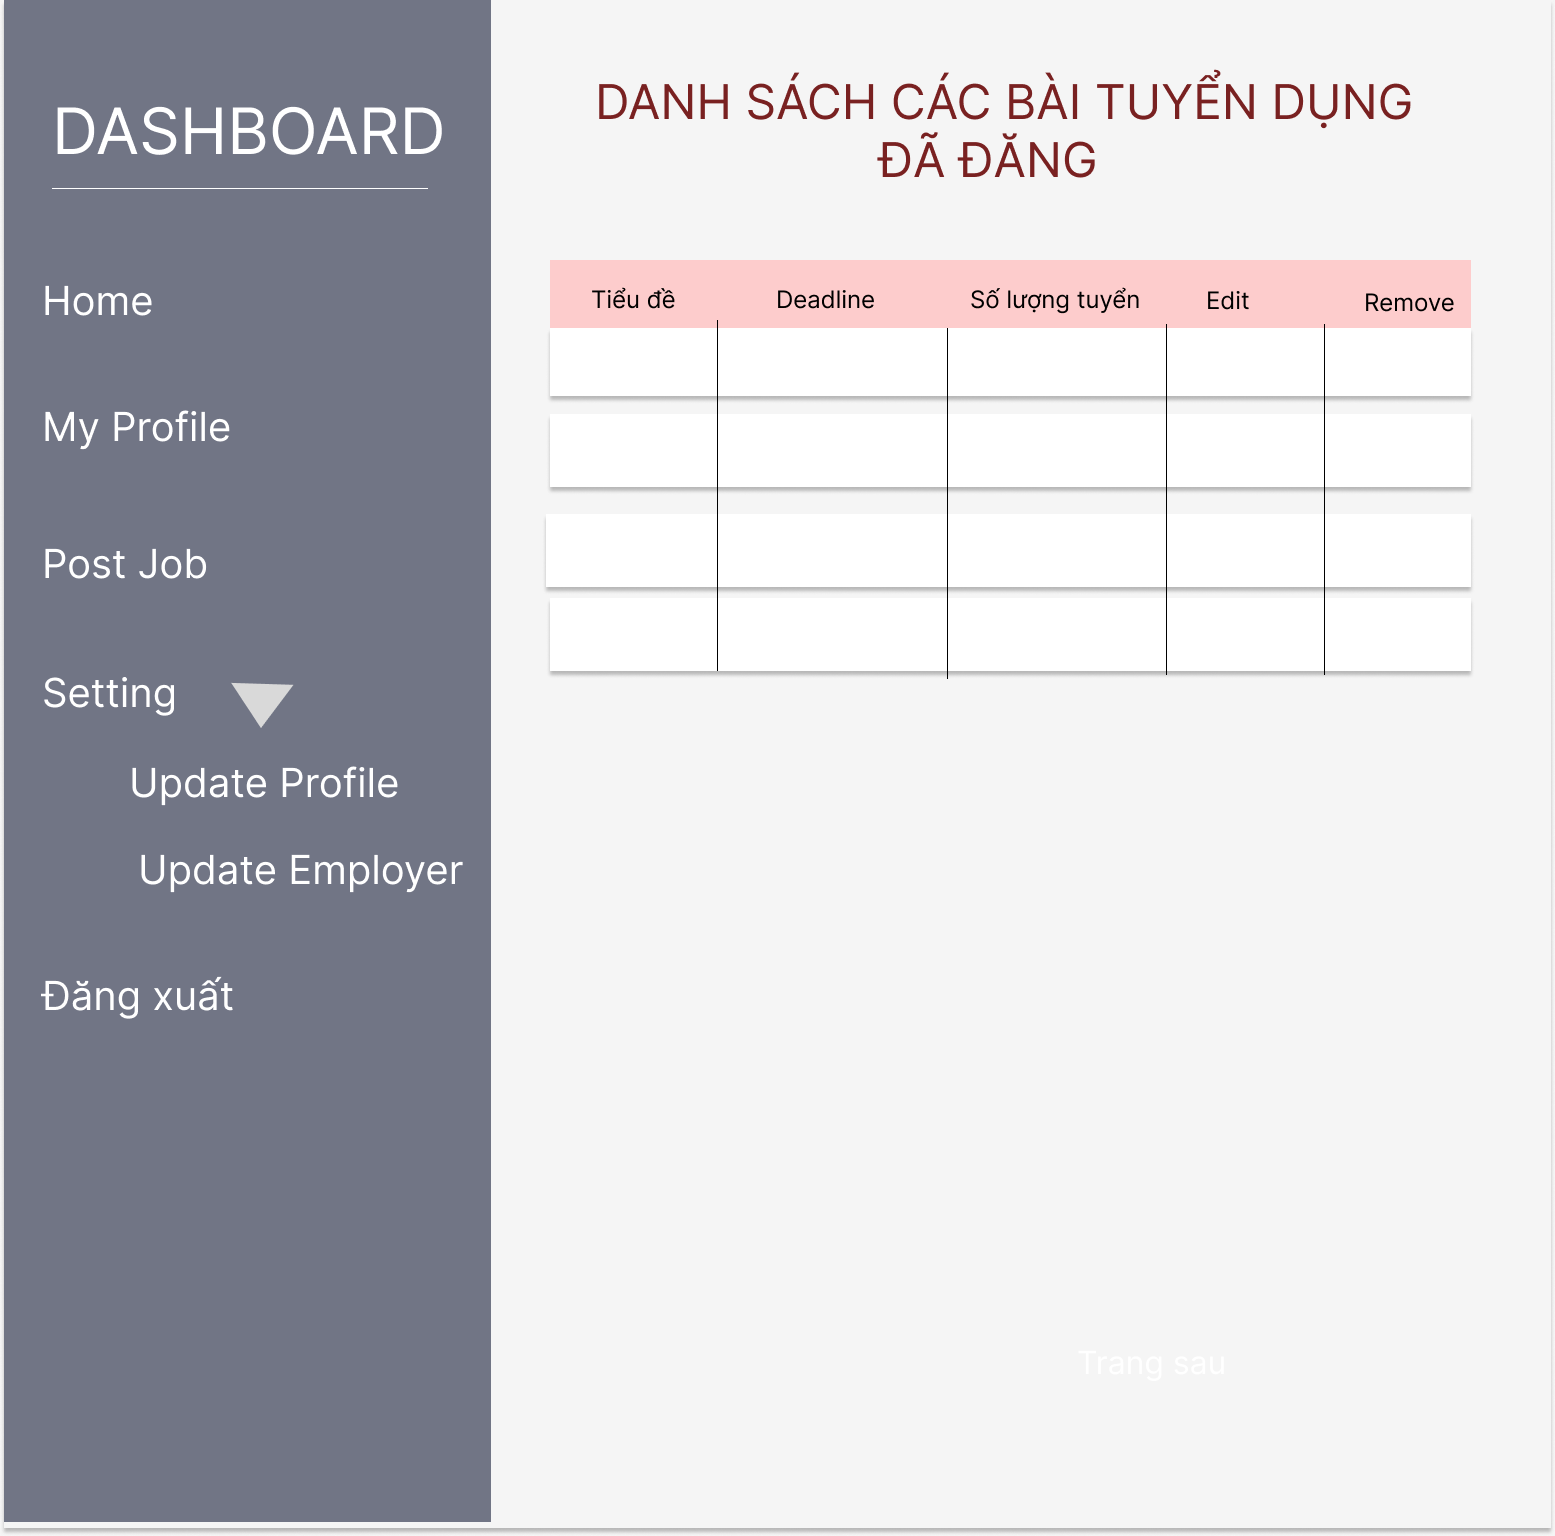 DASHBOARD
Home
My Profile
Post Job
Setting
Update Profile
Update Employer
Đăng xuất
DANH SÁCH CÁC BÀI TUYỂN DỤNG
ĐÃ ĐĂNG
Tiểu đề Deadline Số lượng tuyển Edit Remove
Trang sau